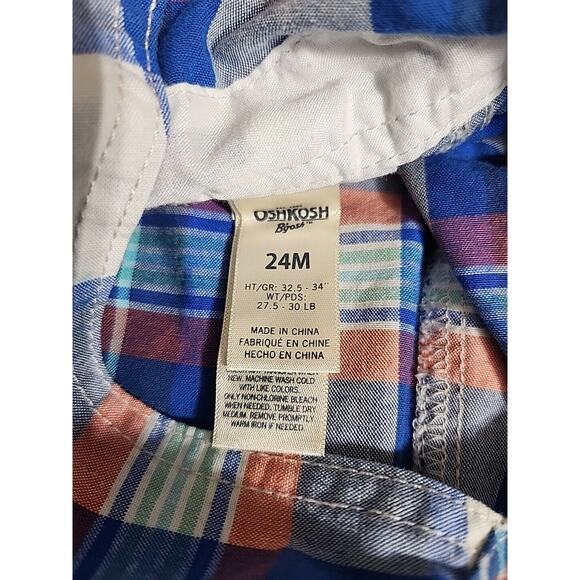 OSHKOSH
B'gosh™
24M
HT/GR: 32.5 - 34"
WT/PDS:
27.5 - 30 LB
MADE IN CHINA
FABRIQUÉ EN CHINE
HECHO EN CHINA
NEW. MACHINE WASH COLD
WITH LIKE COLORS.
ONLY NON-CHLORINE BLEACH
WHEN NEEDED. TUMBLE DRY
MEDIUM. REMOVE PROMPTLY.
WARM IRON IF NEEDED.